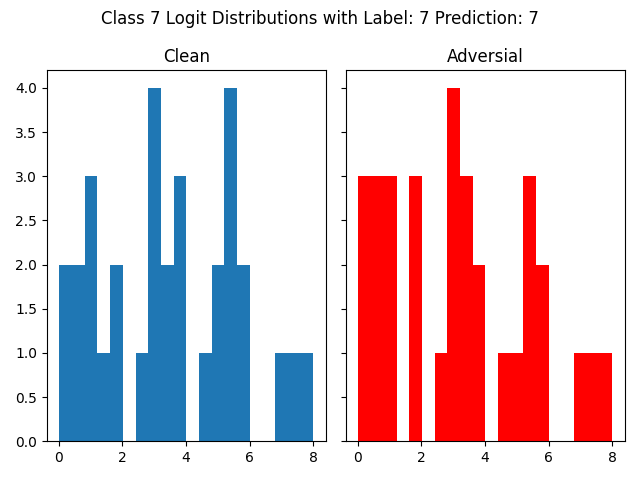 Class 7 Logit Distributions with Label: 7 Prediction: 7
Clean
Adversial
4.0
3.5
3.0
2.5
2.0
1.5
1.0
0.5
0.0
0 2 4 6 8
0 2 4 6 8